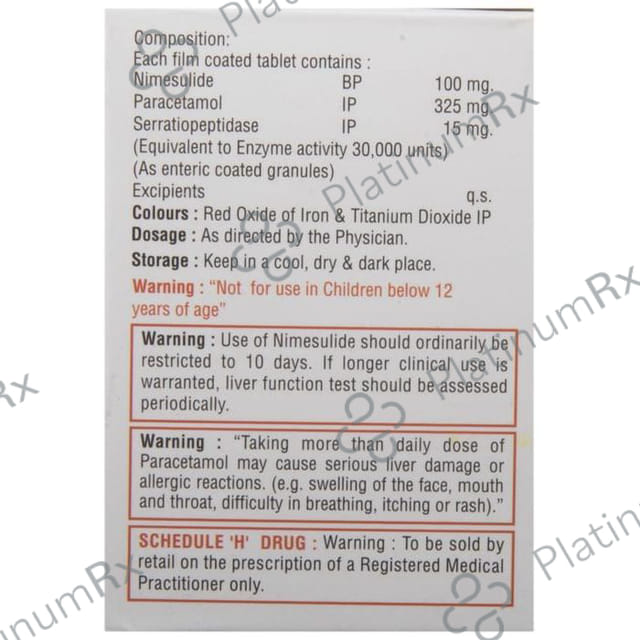 Composition:
Each film coated tablet contains :
Nimesulide BP 100 mg.
Paracetamol IP 325 mg.
Serratiopeptidase IP 15 mg.
(Equivalent to Enzyme activity 30,000 units)
(As enteric coated granules)
Excipients q.s.
Colours : Red Oxide of Iron & Titanium Dioxide IP
Dosage : As directed by the Physician.
Storage : Keep in a cool, dry & dark place.
Warning : “Not for use in Children below 12
years of age”
Warning : Use of Nimesulide should ordinarily be
restricted to 10 days. If longer clinical use is
warranted, liver function test should be assessed
periodically.
Warning : “Taking more than daily dose of
Paracetamol may cause serious liver damage or
allergic reactions. (e.g. swelling of the face, mouth
and throat, difficulty in breathing, itching or rash).”
SCHEDULE 'H' DRUG : Warning : To be sold by
retail on the prescription of a Registered Medical
Practitioner only.
PlatinumRx
PlatinumRx
Rx
PlatinumRx
Platinum
inumRx